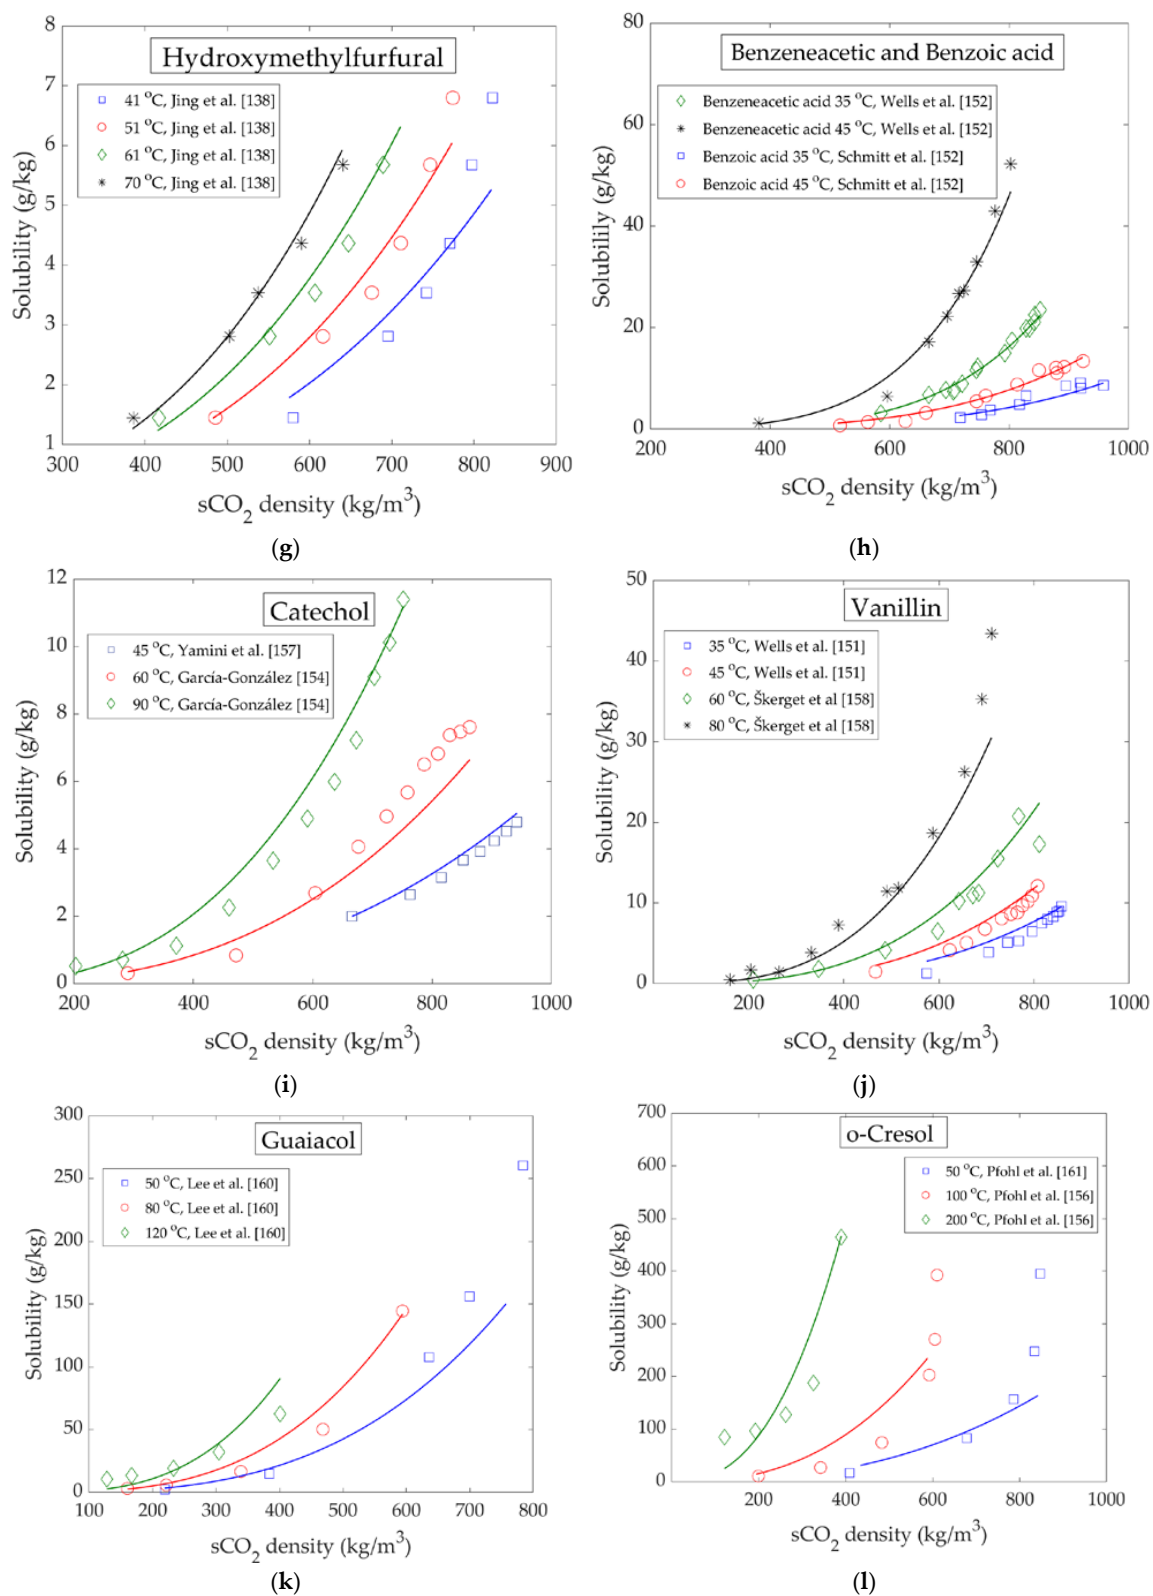 Hydroxymethylfurfural
41 °C, Jing et al. [138]
51 °C, Jing et al. [138]
61 °C, Jing et al. [138]
70 °C, Jing et al. [138]
Solubility (g/kg)
8
7
6
5
4
3
2
1
300 400 500 600 700 800 900
sCO2 density (kg/m3)
(g)
Benzeneacetic and Benzoic acid
Benzeneacetic acid 35 °C, Wells et al. [152]
Benzeneacetic acid 45 °C, Wells et al. [152]
Benzoic acid 35 °C, Schmitt et al. [152]
Benzoic acid 45 °C, Schmitt et al. [152]
Solubilily (g/kg)
80
60
40
20
0
200 400 600 800 1000
sCO2 density (kg/m3)
(h)
Catechol
45 °C, Yamini et al. [157]
60 °C, García-González [154]
90 °C, García-González [154]
Solubility (g/kg)
12
10
8
6
4
2
0
200 400 600 800 1000
sCO2 density (kg/m3)
(i)
Vanillin
35 °C, Wells et al. [151]
45 °C, Wells et al. [151]
60 °C, Škerget et al [158]
80 °C, Škerget et al [158]
Solubility (g/kg)
50
40
30
20
10
0
200 400 600 800 1000
sCO2 density (kg/m3)
(j)
Guaiacol
50 °C, Lee et al. [160]
80 °C, Lee et al. [160]
120 °C, Lee et al. [160]
Solubility (g/kg)
300
250
200
150
100
50
0
100 200 300 400 500 600 700 800
sCO2 density (kg/m3)
(k)
o-Cresol
50 °C, Pfohl et al. [161]
100 °C, Pfohl et al. [156]
200 °C, Pfohl et al. [156]
Solubility (g/kg)
700
600
500
400
300
200
100
0
200 400 600 800 1000
sCO2 density (kg/m3)
(l)